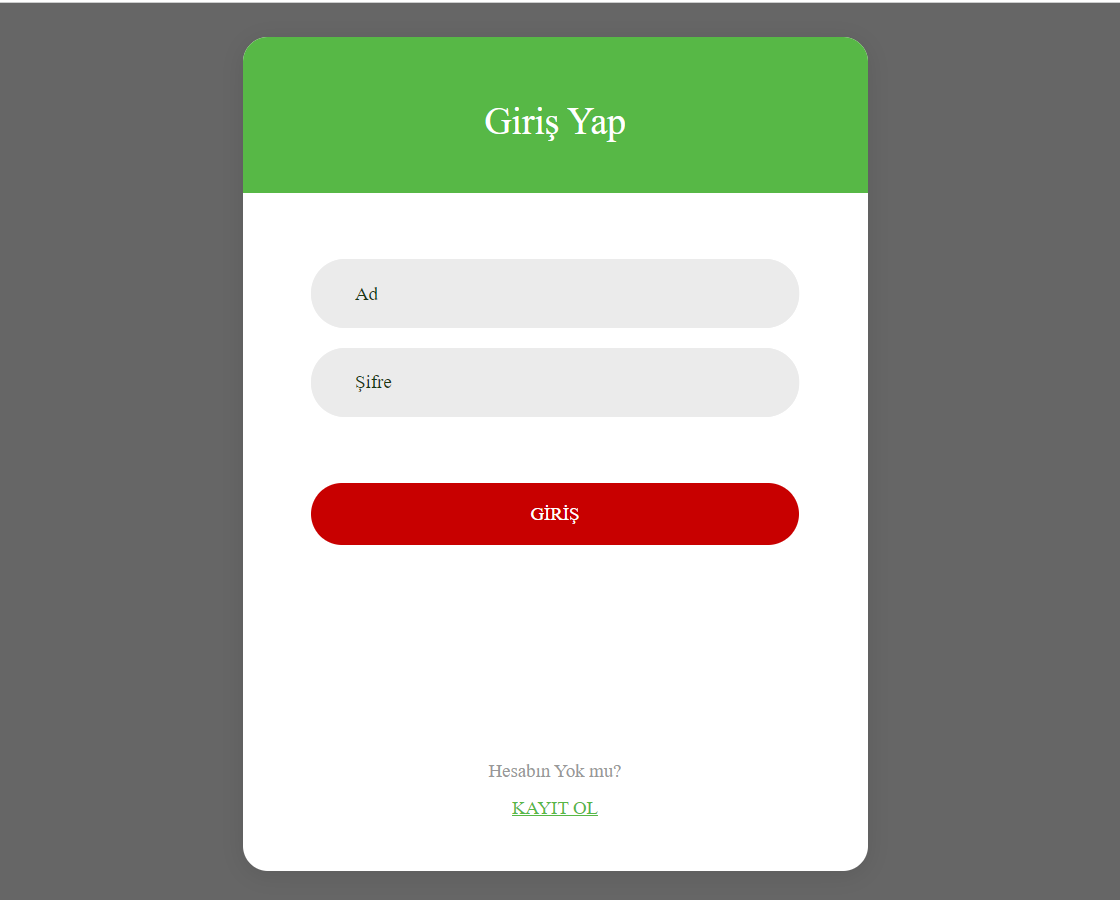 Giriş Yap
Ad
Şifre
GİRİŞ
Hesabın Yok mu?
KAYIT OL